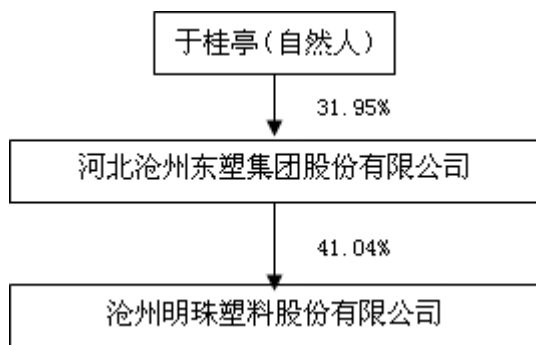 于桂亭(自然人)
31.95%
河北沧州东塑集团股份有限公司
41.04%
沧州明珠塑料股份有限公司